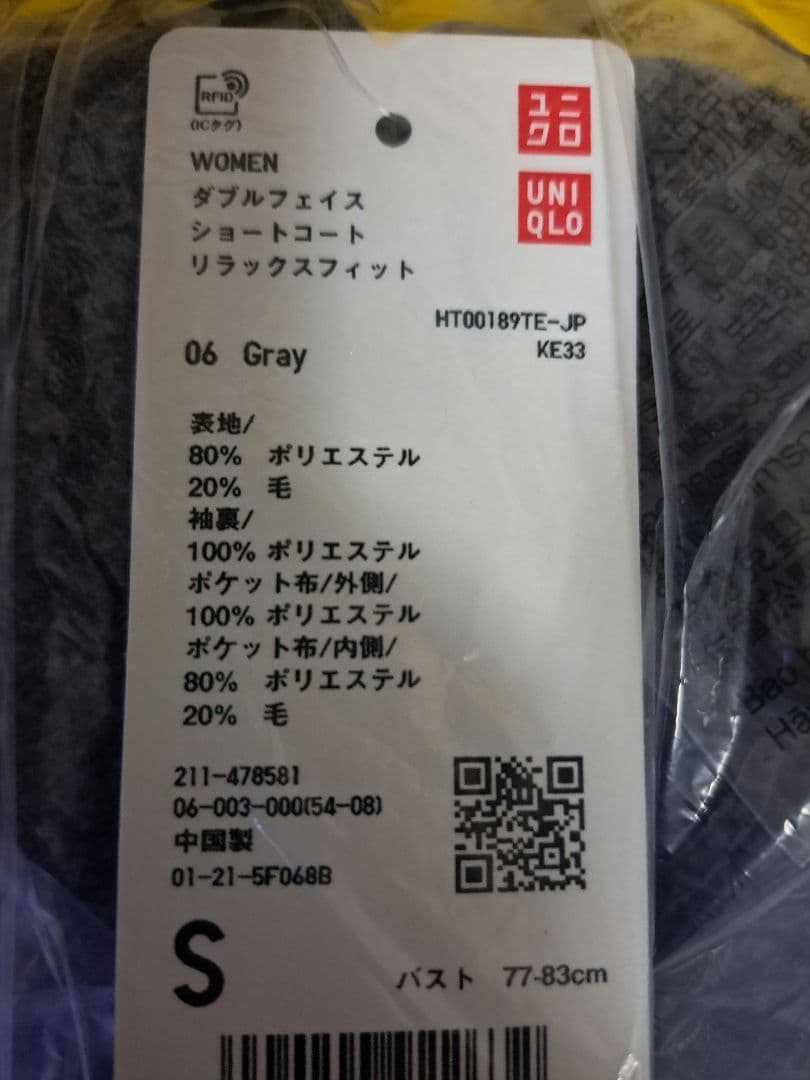 RFID
(ICタグ)
ユニ
クロ
UNI
QLO
WOMEN
ダブルフェイス
ショートコート
リラックスフィット
HT00189TE-JP
KE33
06 Gray
表地/
80% ポリエステル
20% 毛
袖裏/
100% ポリエステル
ポケット布/外側/
100% ポリエステル
ポケット布/内側/
80% ポリエステル
20% 毛
211-478581
06-003-000(54-08)
中国製
01-21-5F068B
S
バスト 77-83cm